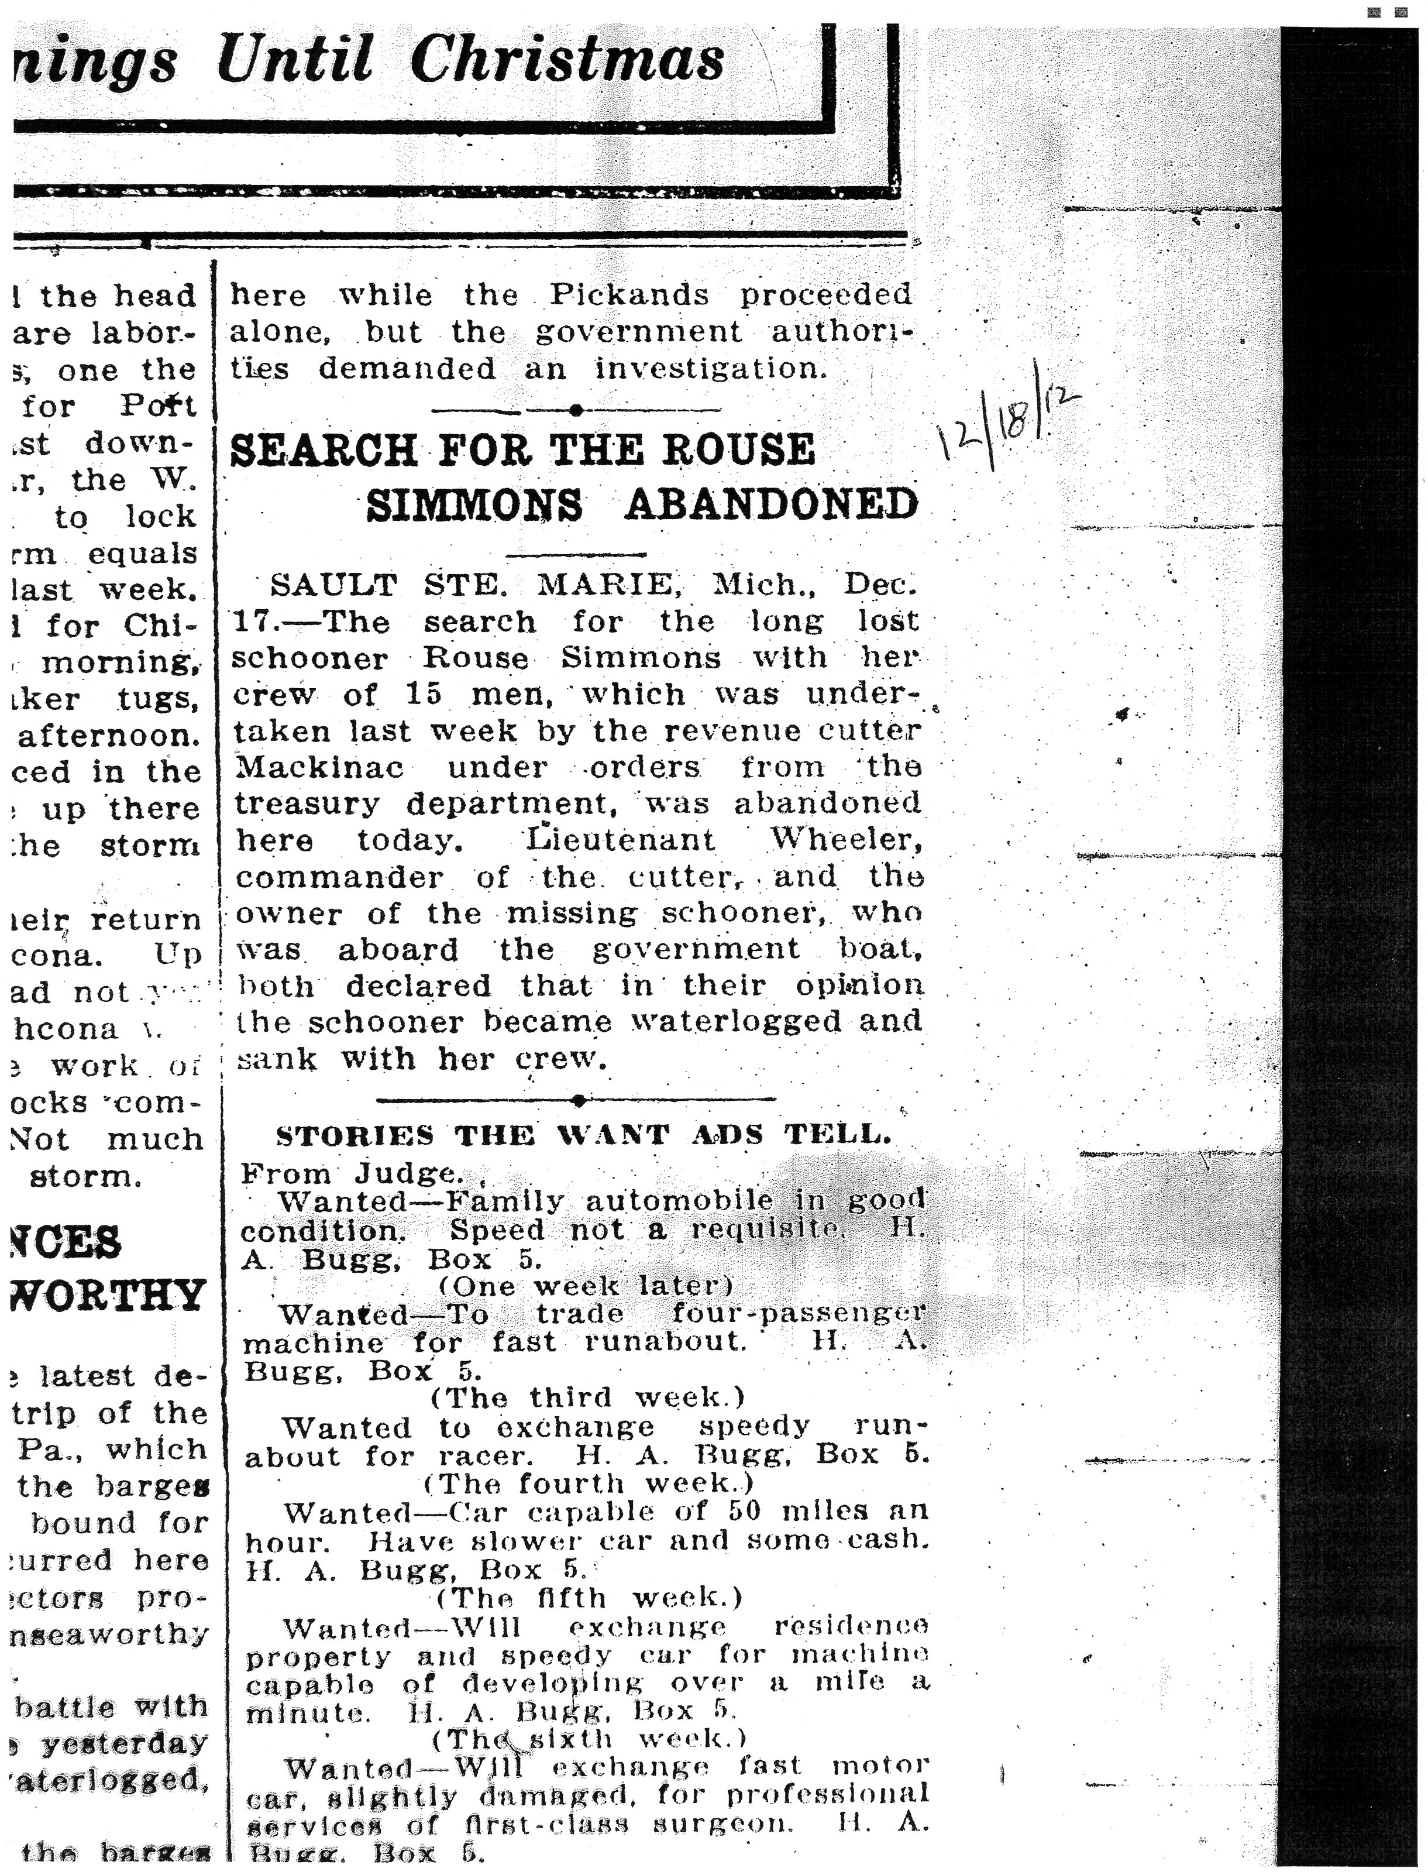 nings Until Christmas
l the head
are labor-
s, one the
for Port
st down-
r, the W.
to lock
rm equals
last week.
l for Chi-
morning,
ker tugs,
afternoon.
ced in the
up there
he storm
eir return
cona. Up
ad not
hcona
work of
ocks com-
Not much
storm.
NCES
WORTHY
latest de-
trip of the
Pa., which
the barges
bound for
urred here
ctors pro-
nseaworthy
battle with
yesterday
aterlogged,
the barges
here while the Pickands proceeded
alone, but the government authori-
ties demanded an investigation.
12/18/12
SEARCH FOR THE ROUSE
SIMMONS ABANDONED
SAULT STE. MARIE, Mich., Dec.
17.—The search for the long lost
schooner Rouse Simmons with her
crew of 15 men, which was under-
taken last week by the revenue cutter
Mackinac under orders from the
treasury department, was abandoned
here today. Lieutenant Wheeler,
commander of the cutter, and the
owner of the missing schooner, who
was aboard the government boat,
both declared that in their opinion
the schooner became waterlogged and
sank with her crew.
STORIES THE WANT ADS TELL.
From Judge.
Wanted—Family automobile in good
condition. Speed not a requisite. H.
A. Bugg, Box 5.
(One week later)
Wanted—To trade four-passenger
machine for fast runabout. H. A.
Bugg, Box 5.
(The third week.)
Wanted to exchange speedy run-
about for racer. H. A. Bugg, Box 5.
(The fourth week.)
Wanted—Car capable of 50 miles an
hour. Have slower car and some cash.
H. A. Bugg, Box 5.
(The fifth week.)
Wanted—Will exchange residence
property and speedy car for machine
capable of developing over a mile a
minute. H. A. Bugg, Box 5.
(The sixth week.)
Wanted—Will exchange fast motor
car, slightly damaged, for professional
services of first-class surgeon. H. A.
Bugg, Box 5.